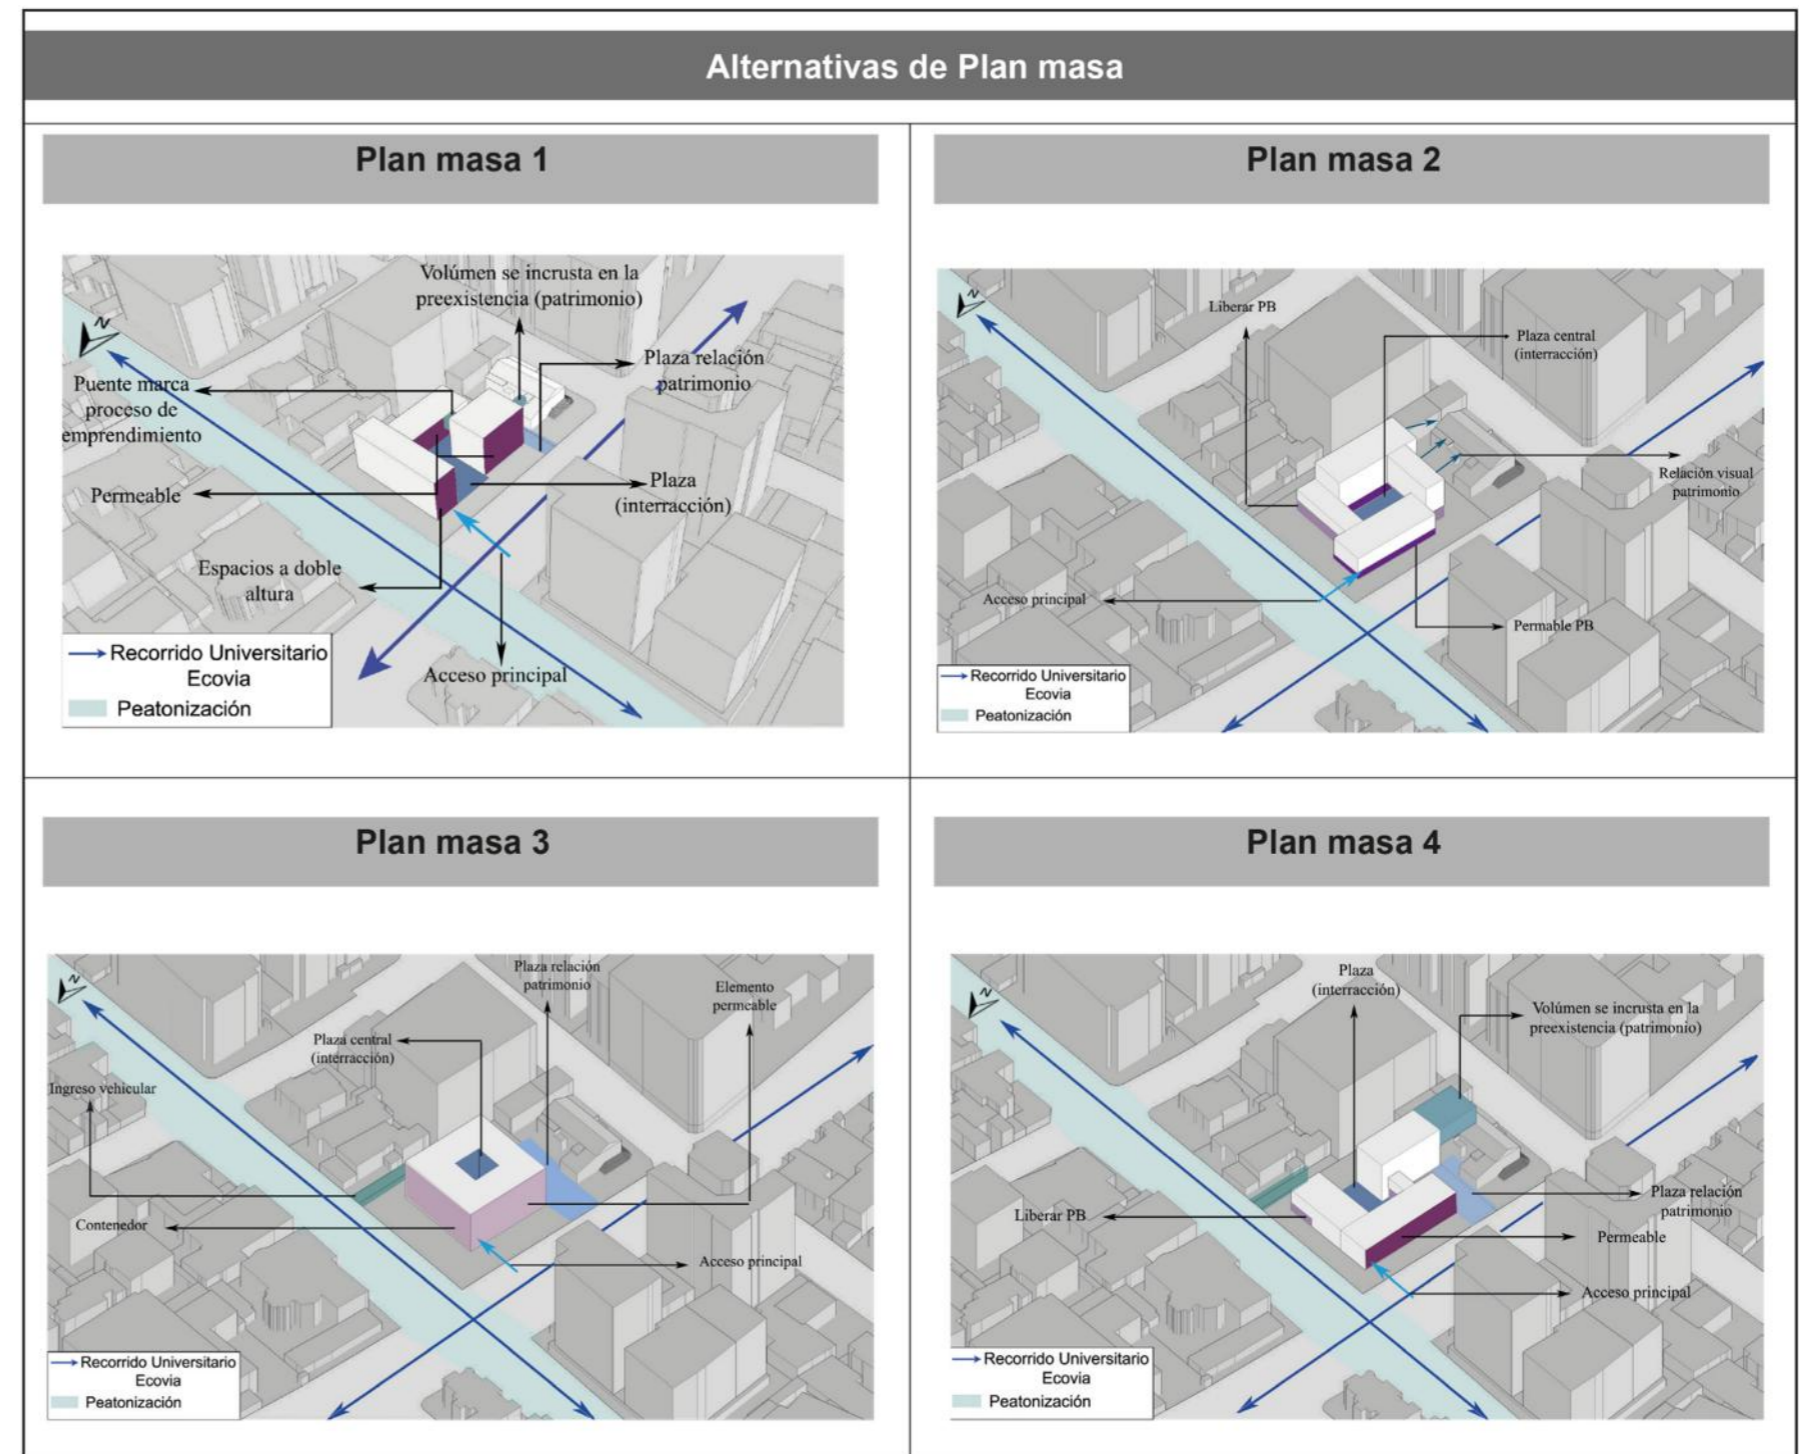 Alternativas de Plan masa
Plan masa 1
Volúmen se incrusta en la
preexistencia (patrimonio)
N
Plaza relación
patrimonio
Puente marca
proceso de
emprendimiento
Permeable
Plaza
(interracción)
Espacios a doble
altura
Acceso principal
Recorrido Universitario
Ecovia
Peatonización
Plan masa 2
N
Liberar PB
Plaza central
(interracción)
Relación visual
patrimonio
Acceso principal
Permable PB
Recorrido Universitario
Ecovia
Peatonización
Plan masa 3
N
Plaza relación
patrimonio
Elemento
permeable
Plaza central
(interracción)
Ingreso vehicular
Contenedor
Acceso principal
Recorrido Universitario
Ecovia
Peatonización
Plan masa 4
N
Plaza
(interracción)
Volúmen se incrusta en la
preexistencia (patrimonio)
Plaza relación
patrimonio
Liberar PB
Permeable
Acceso principal
Recorrido Universitario
Ecovia
Peatonización